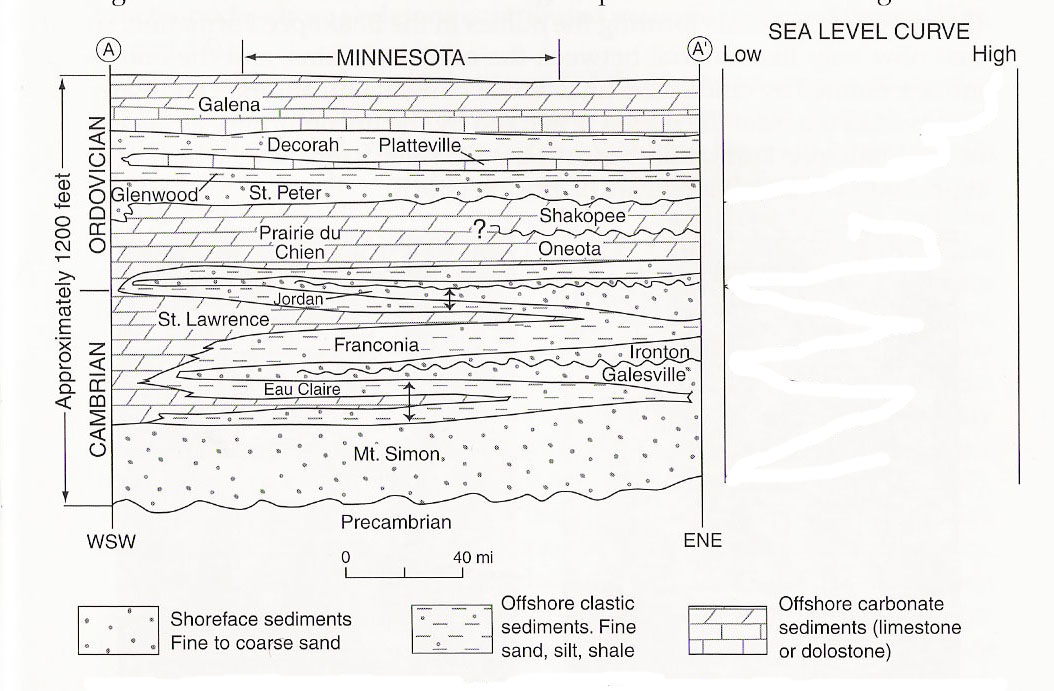 SEA LEVEL CURVE
A
MINNESOTA
A'
Low
High
Galena
Decorah
Platteville
Glenwood
St. Peter
Shakopee
?
Prairie du
Chien
Oneota
Jordan
St. Lawrence
Franconia
Ironton
Galesville
Eau Claire
Mt. Simon
Precambrian
ORDOVICIAN
CAMBRIAN
Approximately 1200 feet
WSW
ENE
0
40 mi
Shoreface sediments
Fine to coarse sand
Offshore clastic
sediments. Fine
sand, silt, shale
Offshore carbonate
sediments (limestone
or dolostone)